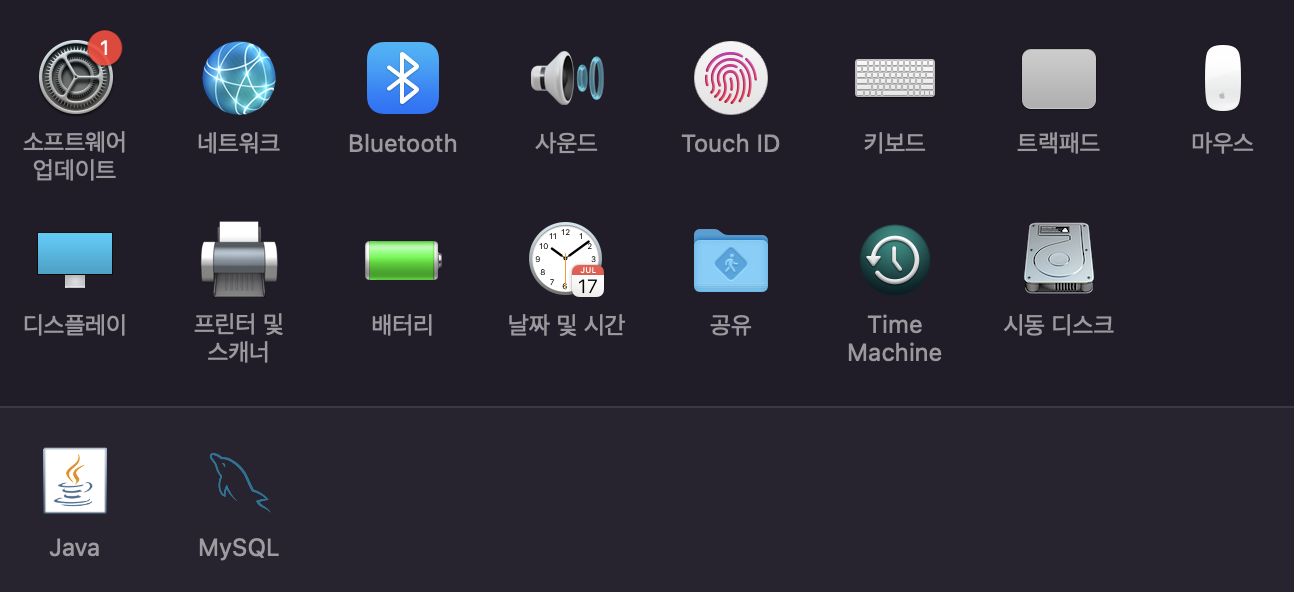 1
소프트웨어 업데이트
네트워크
Bluetooth
사운드
Touch ID
키보드
트랙패드
마우스
디스플레이
프린터 및 스캐너
배터리
11 12 1
10 2
9 3
8
7 6
JUL
17
날짜 및 시간
공유
Time Machine
시동 디스크
Java
MySQL